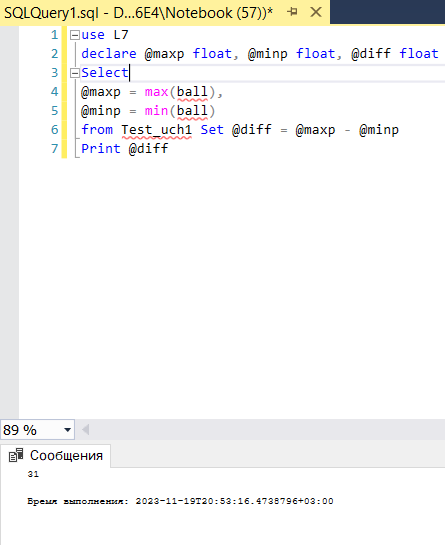 SQLQuery1.sql - D...6E4\Notebook (57))*
1 use L7
2 declare @maxp float, @minp float, @diff float
3 Select
4 @maxp = max(ball),
5 @minp = min(ball)
6 from Test_uch1 Set @diff = @maxp - @minp
7 Print @diff
89 %
Сообщения
31
Время выполнения: 2023-11-19T20:53:16.4738796+03:00